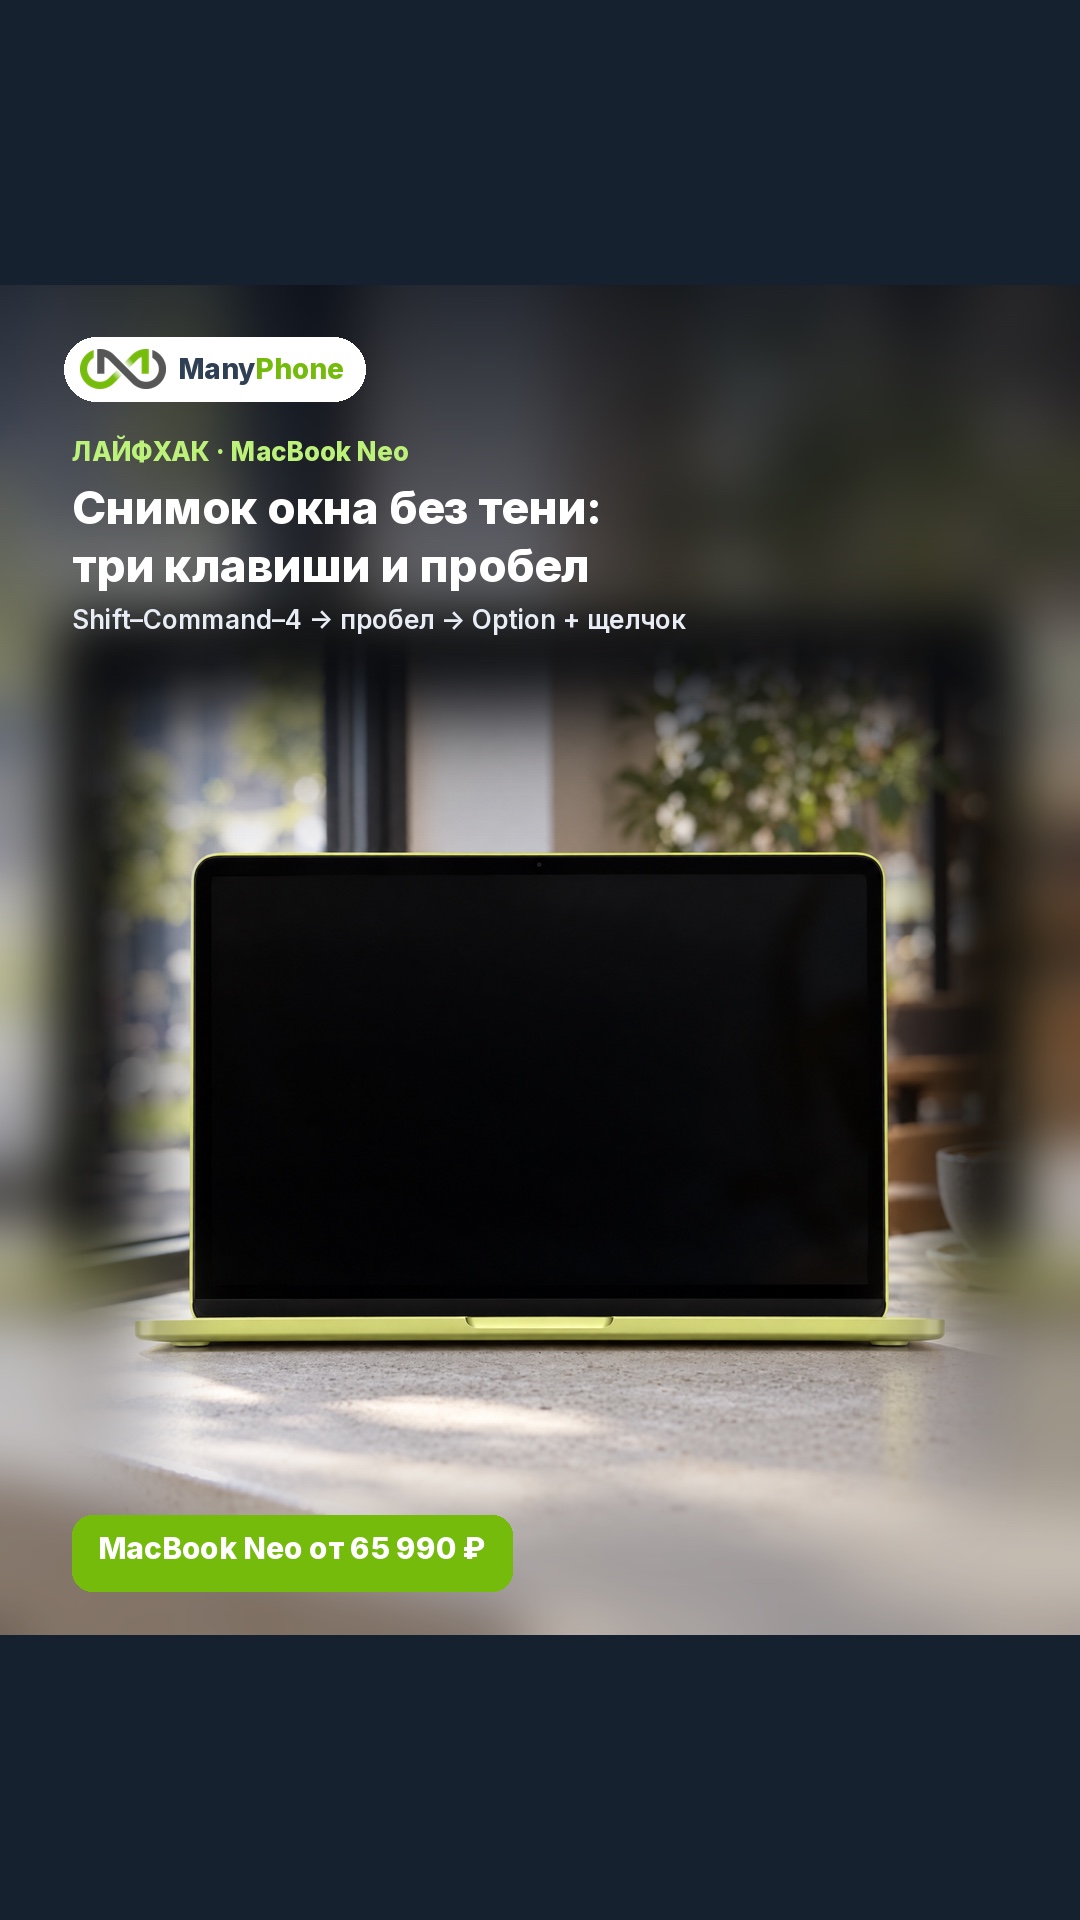 ManyPhone
ЛАЙФХАК · MacBook Neo
Снимок окна без тени:
три клавиши и пробел
Shift–Command–4 → пробел → Option + щелчок
MacBook Neo от 65 990 ₽